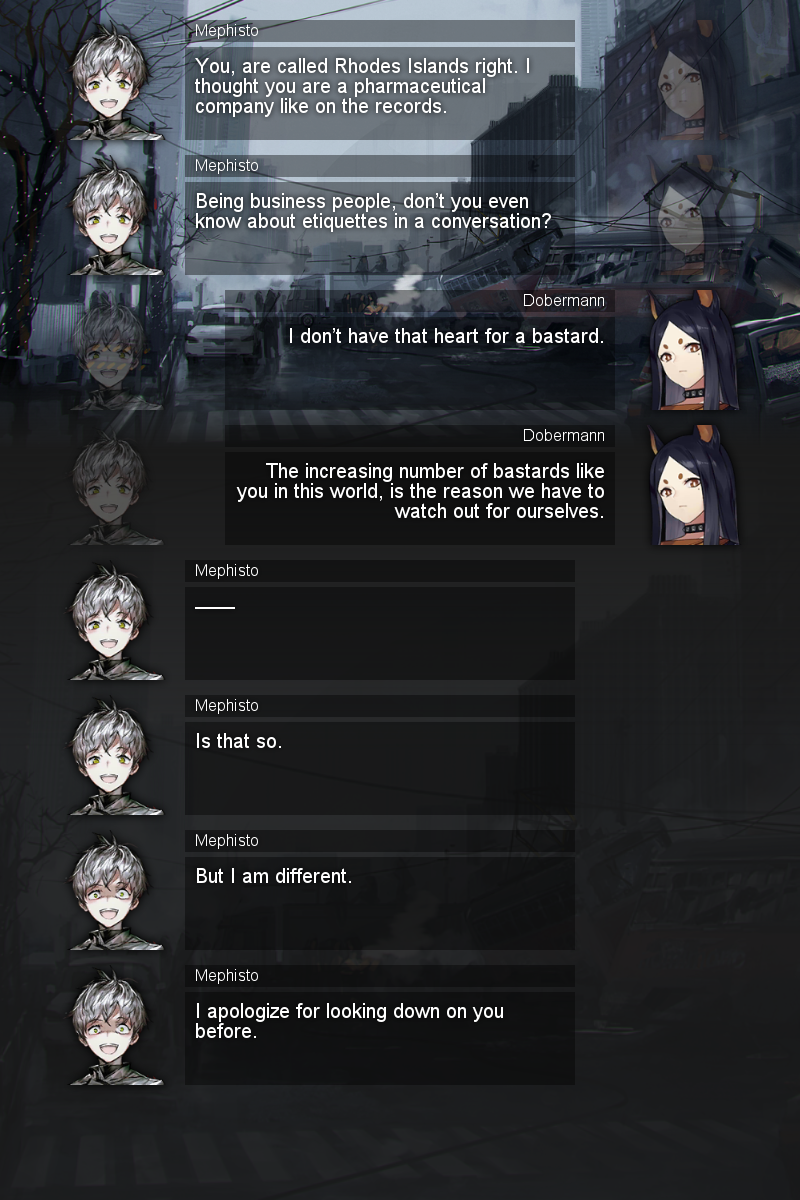 Mephisto
You, are called Rhodes Islands right. I
thought you are a pharmaceutical
company like on the records.
Mephisto
Being business people, don't you even
know about etiquettes in a conversation?
Dobermann
I don't have that heart for a bastard.
Dobermann
The increasing number of bastards like
you in this world, is the reason we have to
watch out for ourselves.
Mephisto
——
Mephisto
Is that so.
Mephisto
But I am different.
Mephisto
I apologize for looking down on you
before.